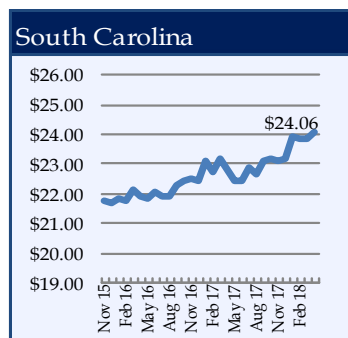 South Carolina
$26.00
$25.00
$24.06
$24.00
$23.00
$22.00
$21.00
$20.00
$19.00
Nov 15
Feb 16
May 16
Aug 16
Nov 16
Feb 17
May 17
Aug 17
Nov 17
Feb 18